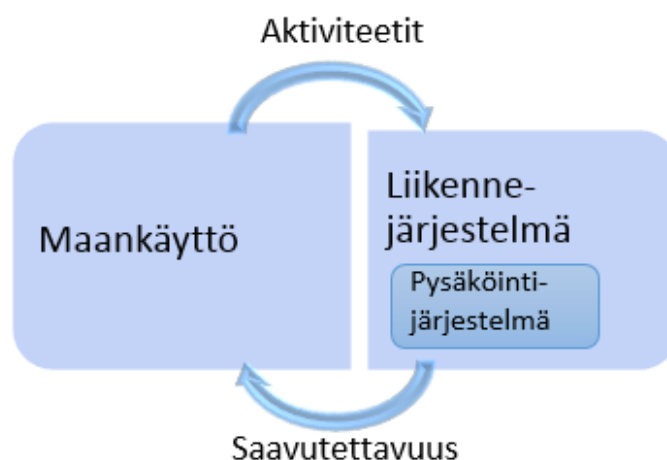 Aktiviteetit
Maankäyttö
Liikenne-
järjestelmä
Pysäköinti-
järjestelmä
Saavutettavuus